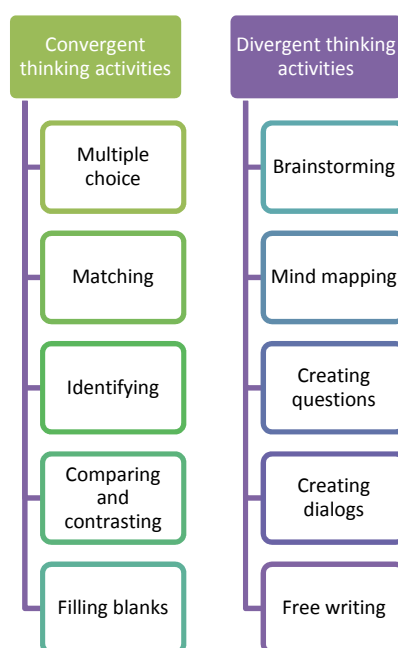 Convergent
thinking activities
Multiple
choice
Matching
Identifying
Comparing
and
contrasting
Filling blanks
Divergent thinking
activities
Brainstorming
Mind mapping
Creating
questions
Creating
dialogs
Free writing